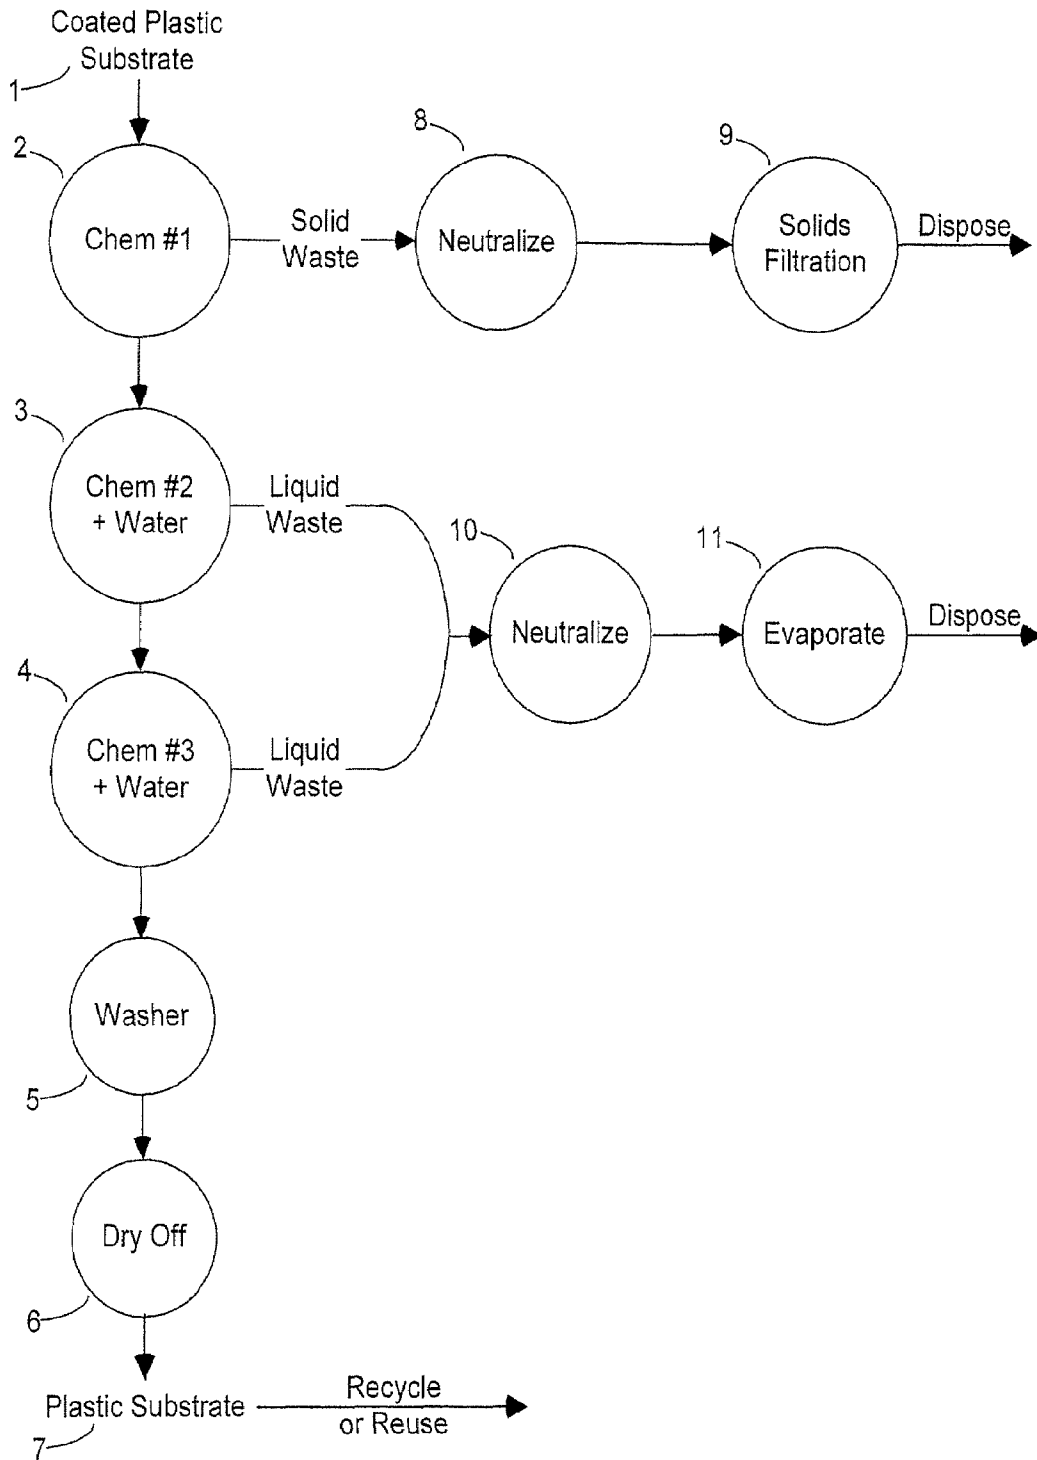 Coated Plastic
Substrate
1
2
Chem #1
Solid
Waste
8
Neutralize
9
Solids
Filtration
Dispose
3
Chem #2
+ Water
Liquid
Waste
10
Neutralize
11
Evaporate
Dispose
4
Chem #3
+ Water
Liquid
Waste
Washer
5
Dry Off
6
Plastic Substrate
7
Recycle
or Reuse